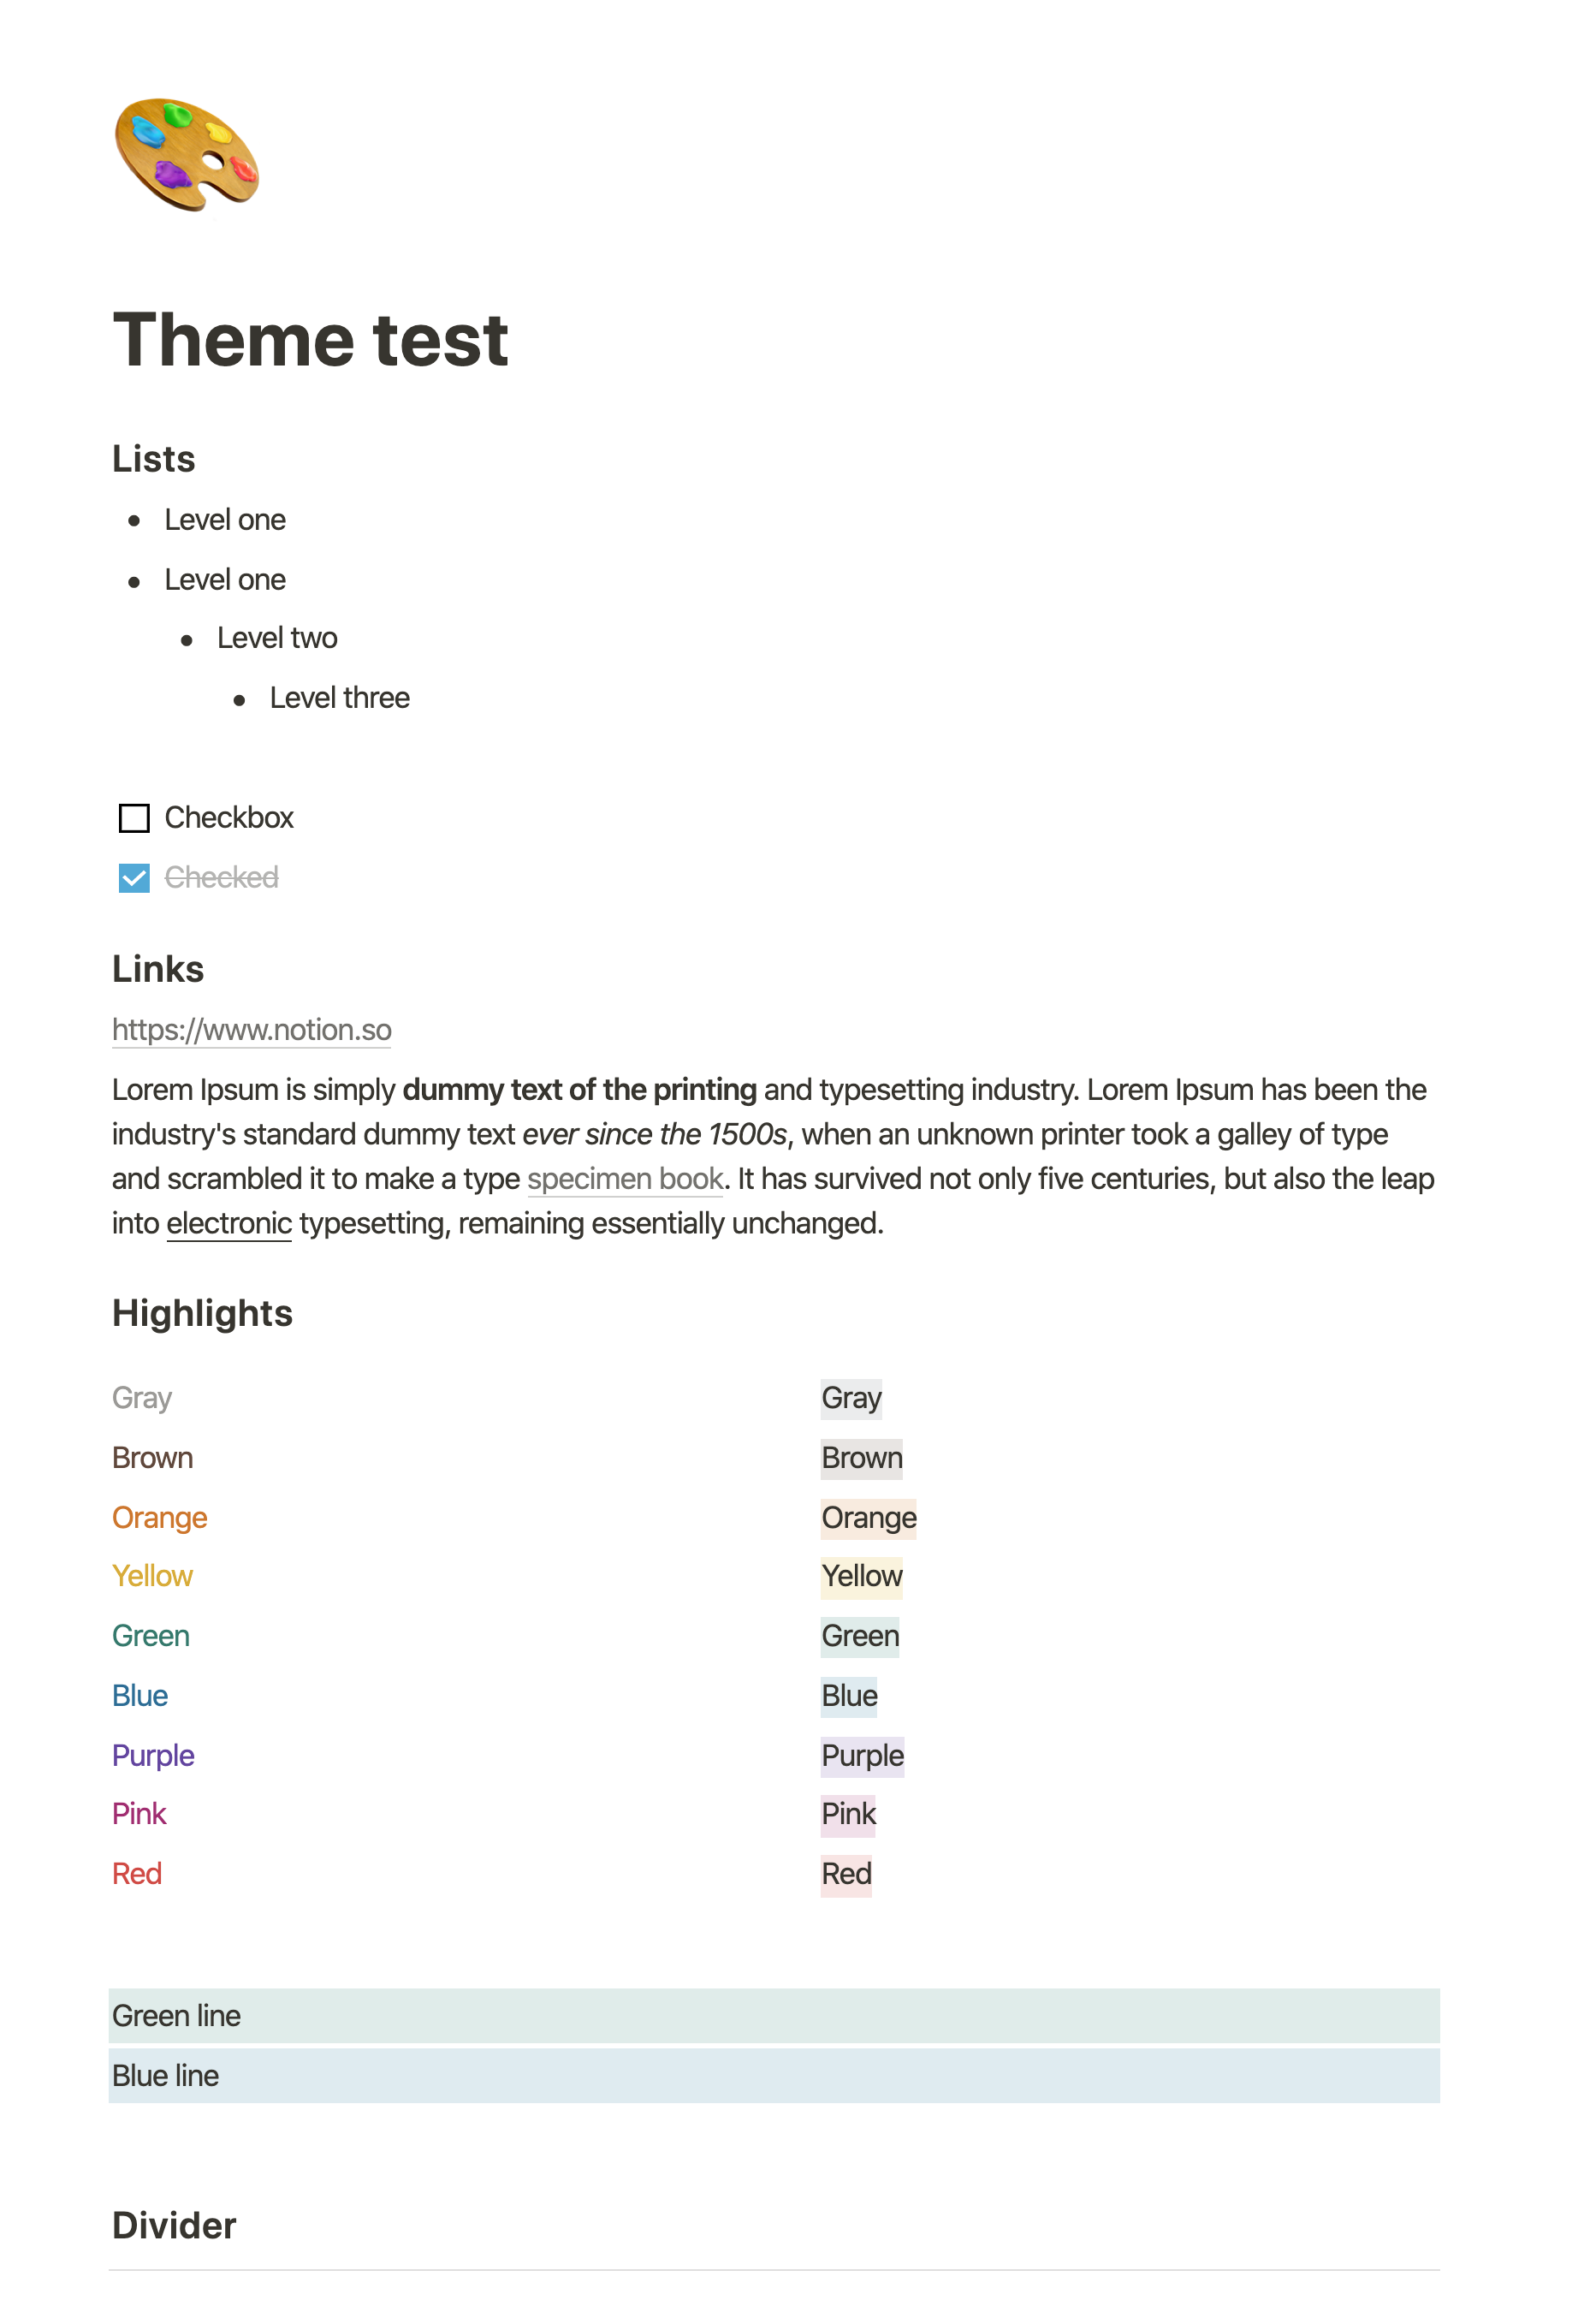 Theme test
Lists
Level one
Level one
Level two
Level three
Checkbox
Checked
Links
https://www.notion.so
Lorem Ipsum is simply dummy text of the printing and typesetting industry. Lorem Ipsum has been the
industry's standard dummy text ever since the 1500s, when an unknown printer took a galley of type
and scrambled it to make a type specimen book. It has survived not only five centuries, but also the leap
into electronic typesetting, remaining essentially unchanged.
Highlights
Gray
Brown
Orange
Yellow
Green
Blue
Purple
Pink
Red
Gray
Brown
Orange
Yellow
Green
Blue
Purple
Pink
Red
Green line
Blue line
Divider